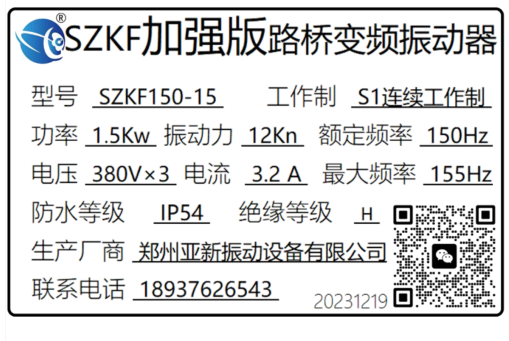 ® SZKF加强版路桥变频振动器
型号 SZKF150-15 工作制 S1连续工作制
功率 1.5Kw 振动力 12Kn 额定频率 150Hz
电压 380V×3 电流 3.2 A 最大频率 155Hz
防水等级 IP54 绝缘等级 H
生产厂商 郑州亚新振动设备有限公司
联系电话 18937626543
20231219